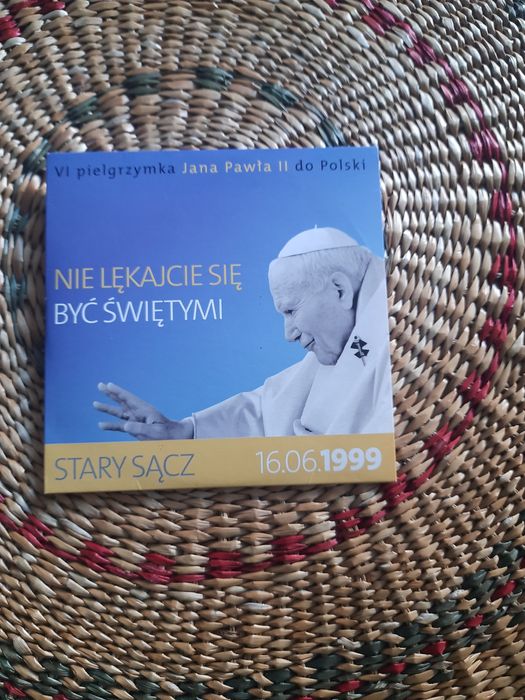 VI pielgrzymka Jana Pawła II do Polski
NIE LĘKAJCIE SIĘ
BYĆ ŚWIĘTYMI
STARY SĄCZ 16.06.1999